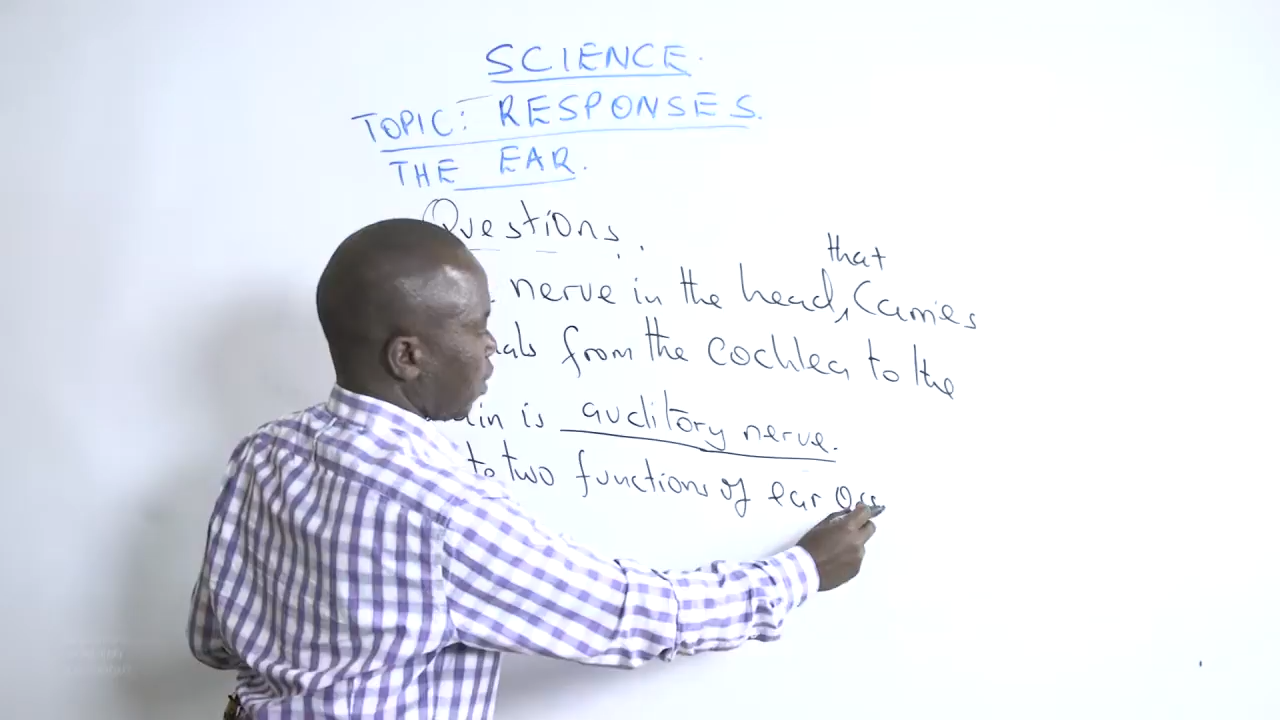 SCIENCE.
TOPIC: RESPONSES.
THE EAR.
Questions.
that
nerve in the head, Carries
from the cochlea to the
is auditory nerve.
to two functions of ear